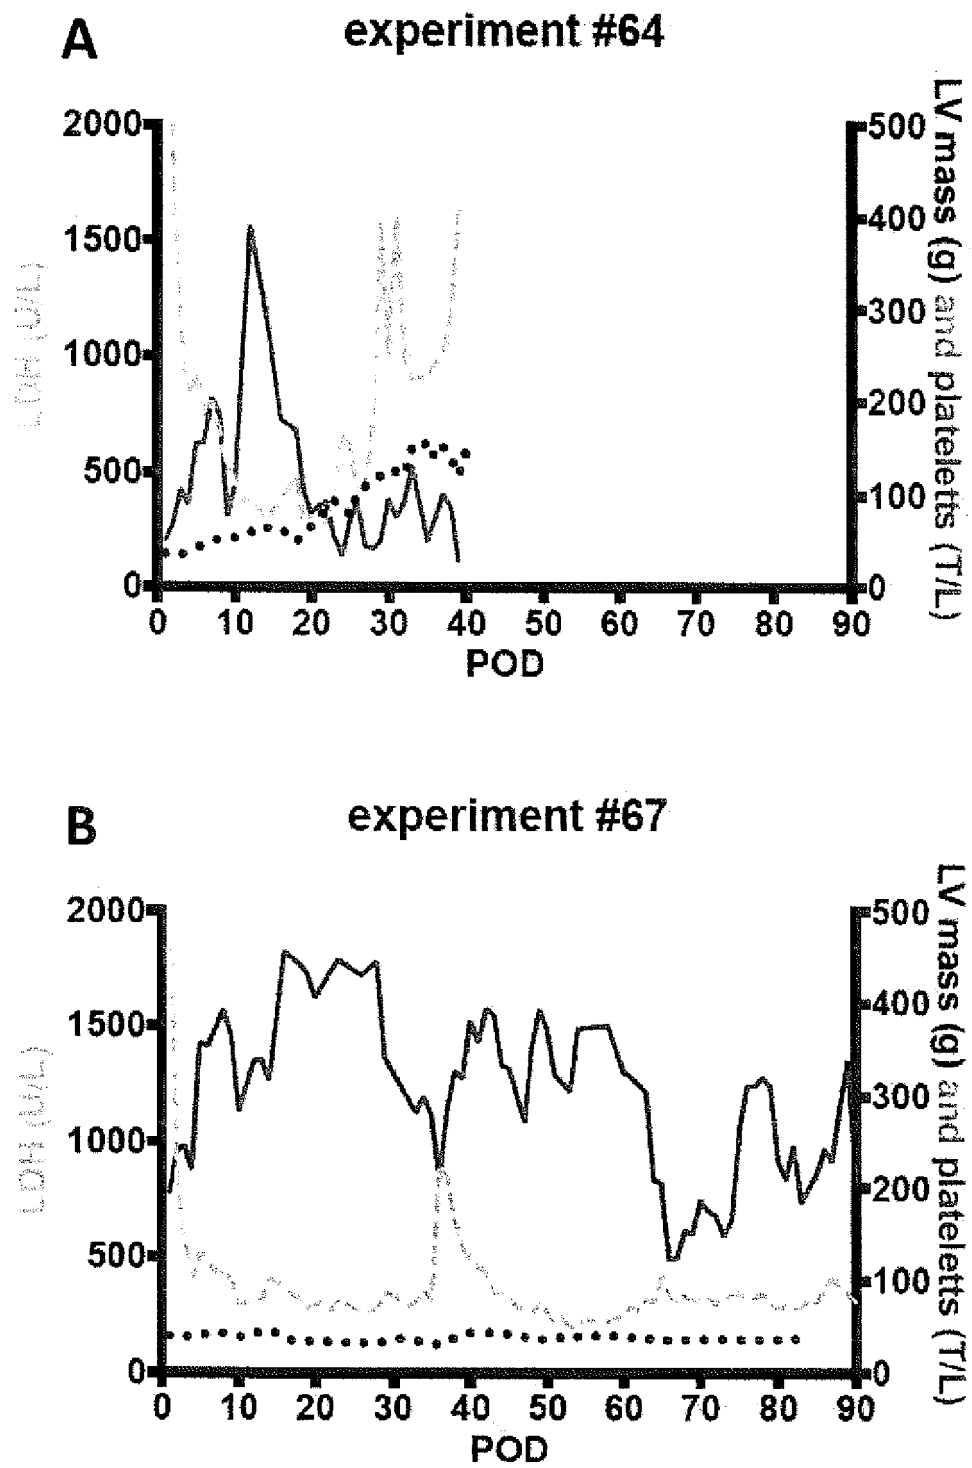 A
experiment #64
2000
1500
1000
500
0
LDH (U/L)
500
400
300
200
100
0
LV mass (g) and plateletts (T/L)
0 10 20 30 40 50 60 70 80 90
POD
B
experiment #67
2000
1500
1000
500
0
LDH (U/L)
500
400
300
200
100
0
LV mass (g) and plateletts (T/L)
0 10 20 30 40 50 60 70 80 90
POD